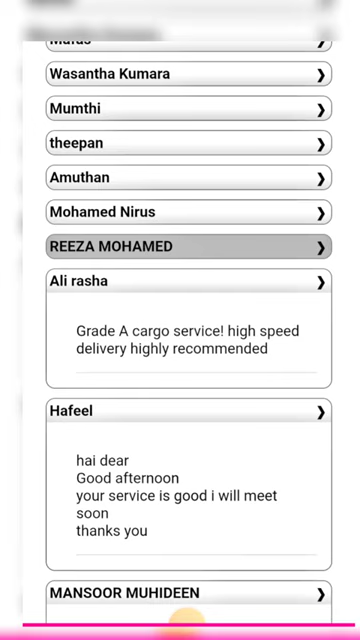 Wasantha Kumara
Mumthi
theepan
Amuthan
Mohamed Nirus
REEZA MOHAMED
Ali rasha
Grade A cargo service! high speed
delivery highly recommended
Hafeel
hai dear
Good afternoon
your service is good i will meet
soon
thanks you
MANSOOR MUHIDEEN